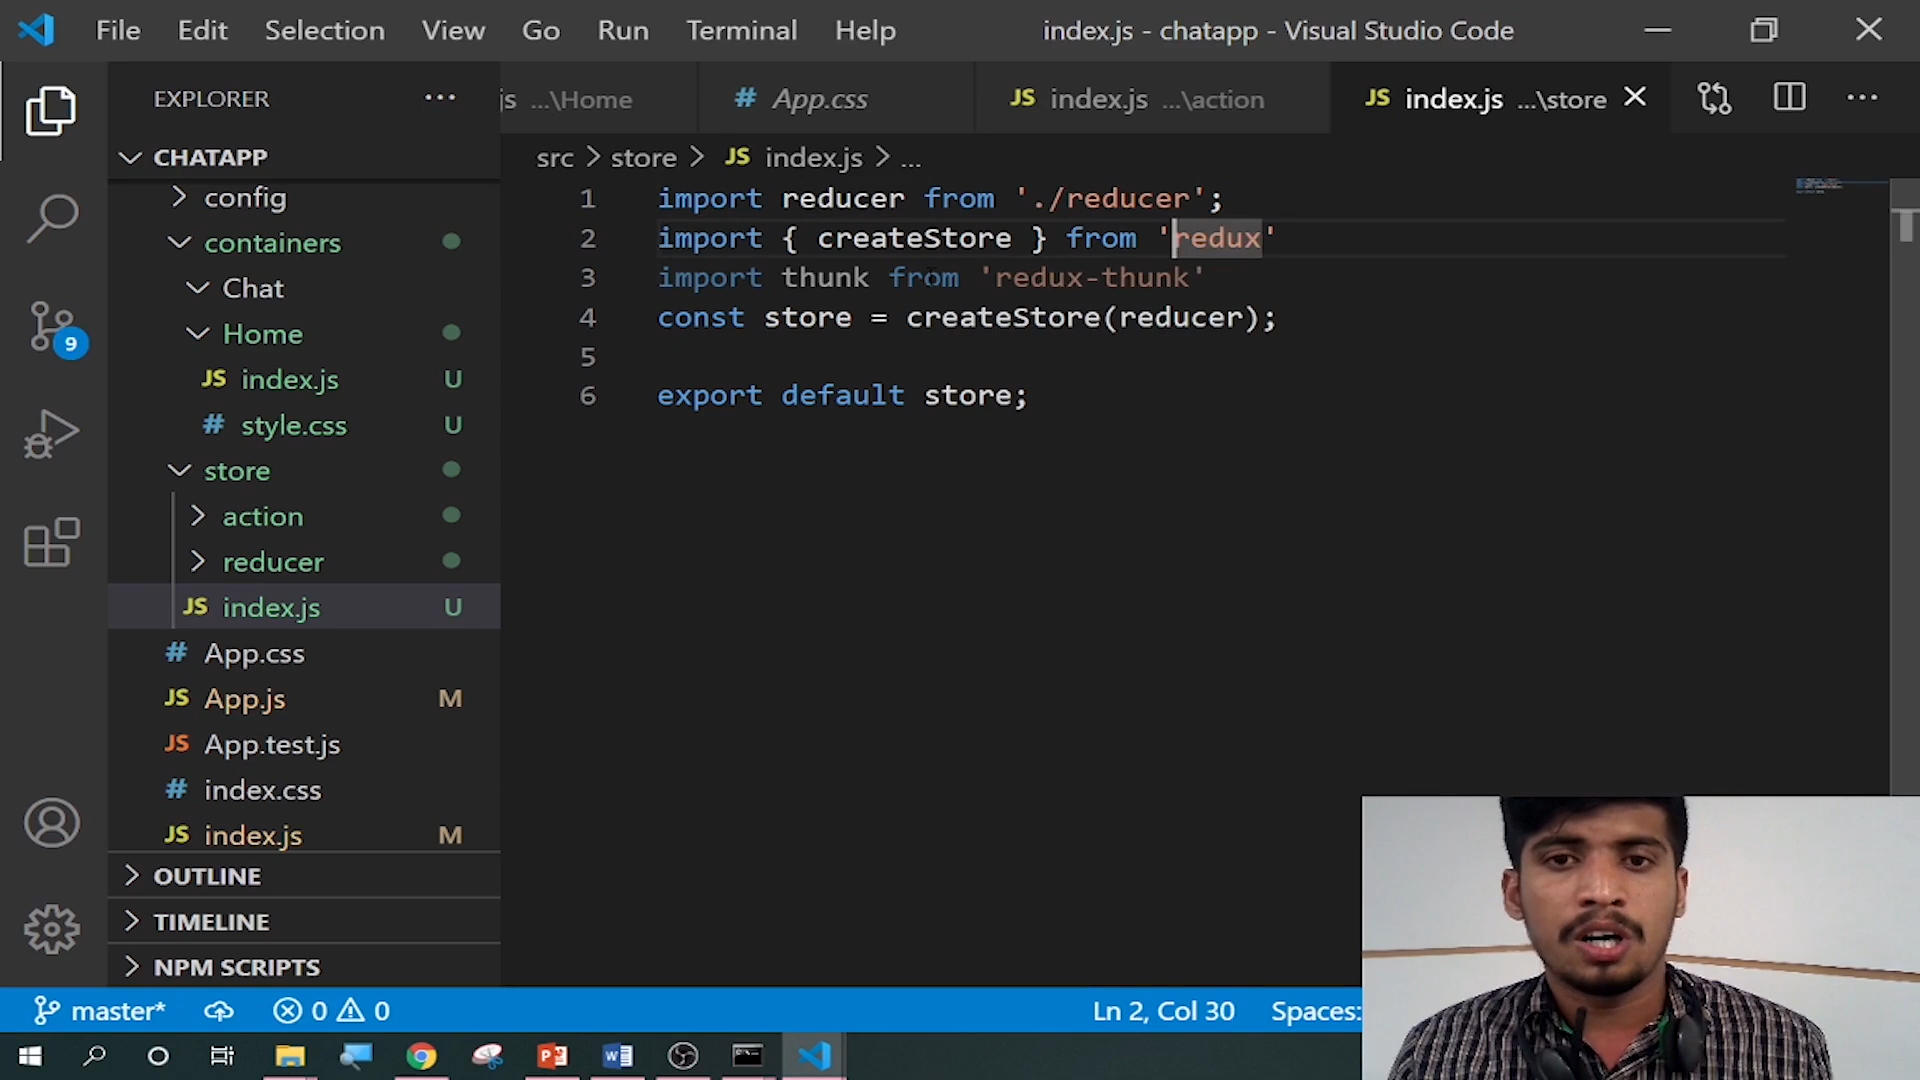 File Edit Selection View Go Run Terminal Help
index.js - chatapp - Visual Studio Code
EXPLORER
js ...\Home
# App.css
JS index.js ...\action
JS index.js ...\store
CHATAPP
src > store > JS index.js > ...
config
containers
Chat
Home
JS index.js U
# style.css U
store
action
reducer
JS index.js U
# App.css
JS App.js M
JS App.test.js
# index.css
JS index.js M
OUTLINE
TIMELINE
NPM SCRIPTS
9
1 import reducer from './reducer';
2 import { createStore } from 'redux'
3 import thunk from 'redux-thunk'
4 const store = createStore(reducer);
5
6 export default store;
master* 0 0
Ln 2, Col 30 Spaces: